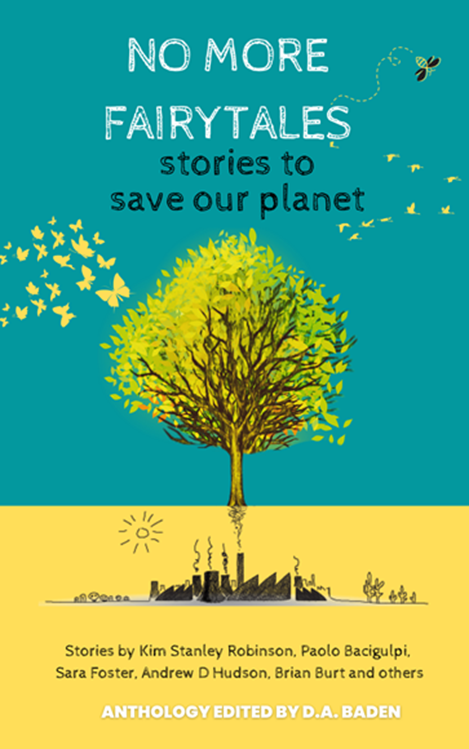 NO MORE
FAIRYTALES
stories to
save our planet
Stories by Kim Stanley Robinson, Paolo Bacigulpi,
Sara Foster, Andrew D Hudson, Brian Burt and others
ANTHOLOGY EDITED BY D.A. BADEN